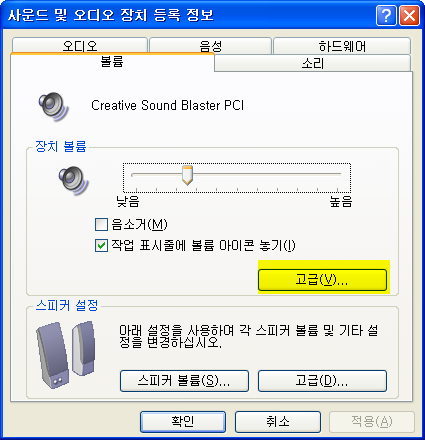 사운드 및 오디오 장치 등록 정보
오디오 음성 하드웨어
볼륨 소리
Creative Sound Blaster PCI
장치 볼륨
낮음 높음
음소거(M)
작업 표시줄에 볼륨 아이콘 놓기(I)
고급(V)...
스피커 설정
아래 설정을 사용하여 각 스피커 볼륨 및 기타 설
정을 변경하십시오.
스피커 볼륨(S)... 고급(D)...
확인 취소 적용(A)